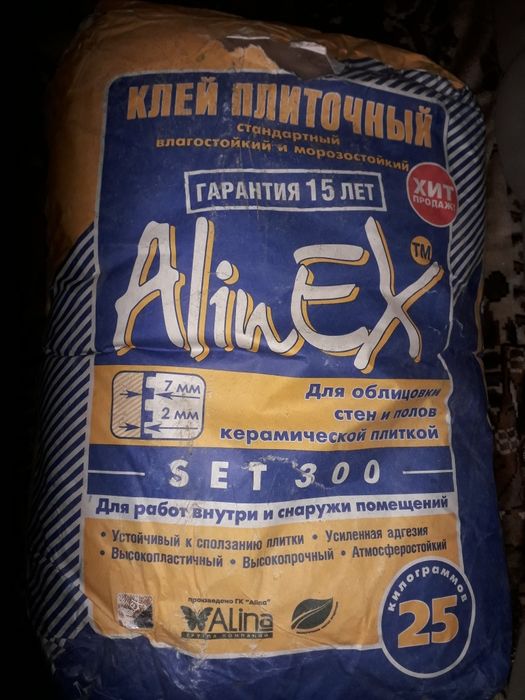 КЛЕЙ ПЛИТОЧНЫЙ
стандартный
влагостойкий и морозостойкий
ГАРАНТИЯ 15 ЛЕТ
ХИТ
ПРОДАЖ!
AlinEX™
7 мм
2 мм
Для облицовки
стен и полов
керамической плиткой
SET 300
Для работ внутри и снаружи помещений
• Устойчивый к сползанию плитки • Усиленная адгезия
• Высокопластичный • Высокопрочный • Атмосферостойкий
произведено ГК "Alina"
ALina
ГРУППА КОМПАНИЙ
килограммов
25